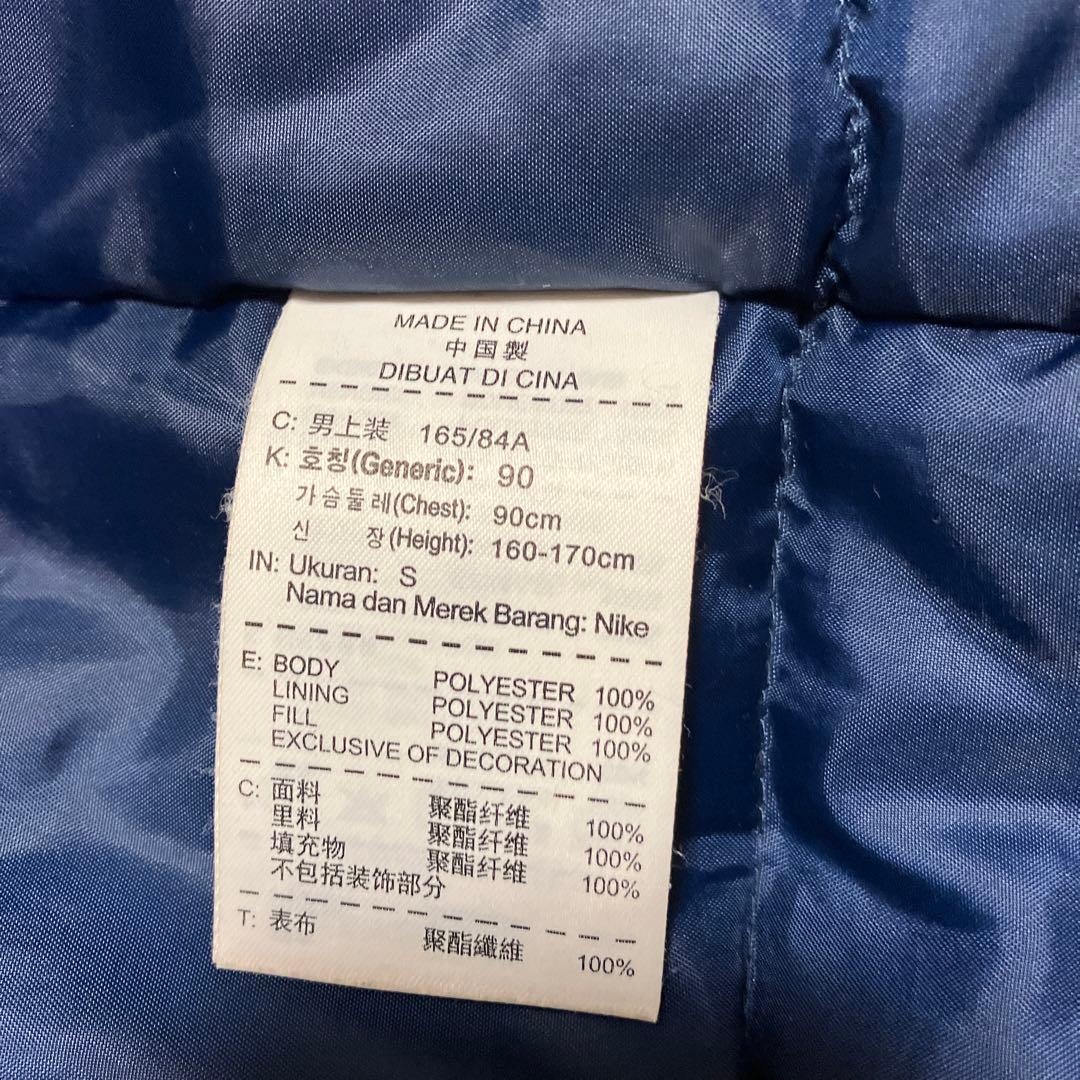 MADE IN CHINA
中国製
DIBUAT DI CINA
C: 男上装 165/84A
K: 호칭(Generic): 90
가슴둘레(Chest): 90cm
신 장(Height): 160-170cm
IN: Ukuran: S
Nama dan Merek Barang: Nike
E: BODY POLYESTER 100%
LINING POLYESTER 100%
FILL POLYESTER 100%
EXCLUSIVE OF DECORATION
C: 面料 聚酯纤维 100%
里料 聚酯纤维 100%
填充物 聚酯纤维 100%
不包括装饰部分
T: 表布 聚酯纖維 100%